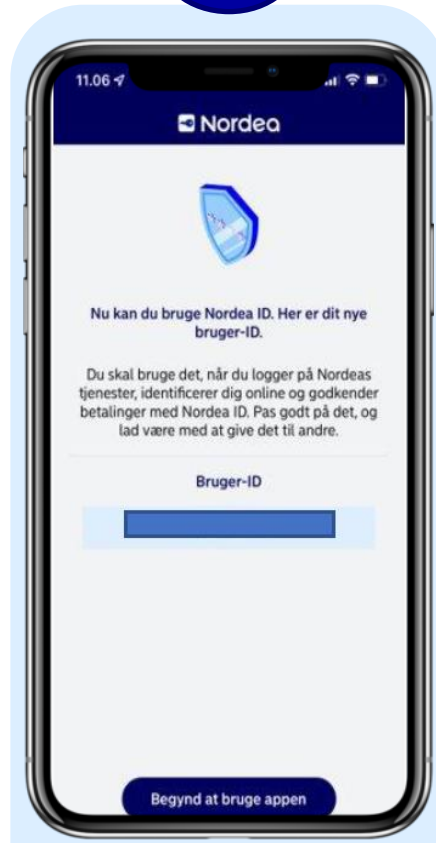 11.06
Nordea
Nu kan du bruge Nordea ID. Her er dit nye
bruger-ID.
Du skal bruge det, når du logger på Nordeas
tjenester, identificerer dig online og godkender
betalinger med Nordea ID. Pas godt på det, og
lad være med at give det til andre.
Bruger-ID
Begynd at bruge appen